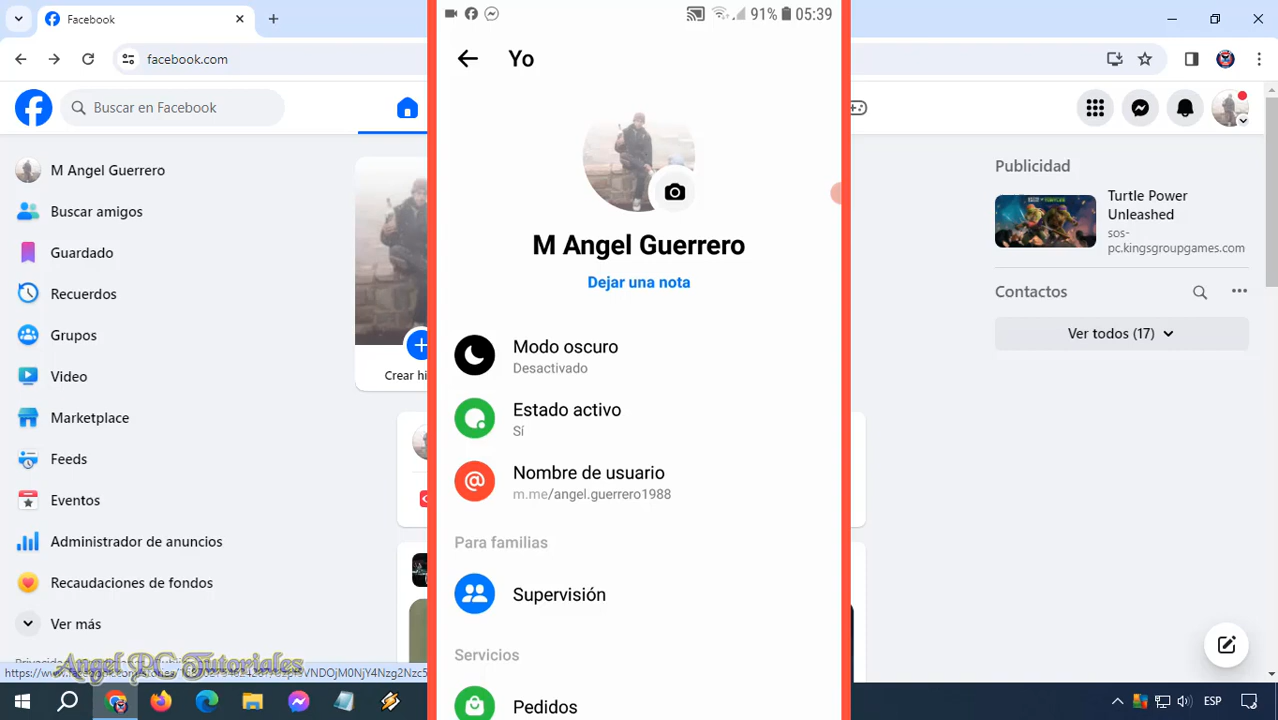 Facebook
facebook.com
Buscar en Facebook
M Angel Guerrero
Buscar amigos
Guardado
Recuerdos
Grupos
Video
Marketplace
Feeds
Eventos
Administrador de anuncios
Recaudaciones de fondos
Ver más
Angel PC Tutoriales
Crear hi
91% 05:39
Yo
M Angel Guerrero
Dejar una nota
Modo oscuro
Desactivado
Estado activo
Sí
Nombre de usuario
m.me/angel.guerrero1988
Para familias
Supervisión
Servicios
Pedidos
Publicidad
Turtle Power
Unleashed
sos-
pc.kingsgroupgames.com
Contactos
Ver todos (17)
ESP